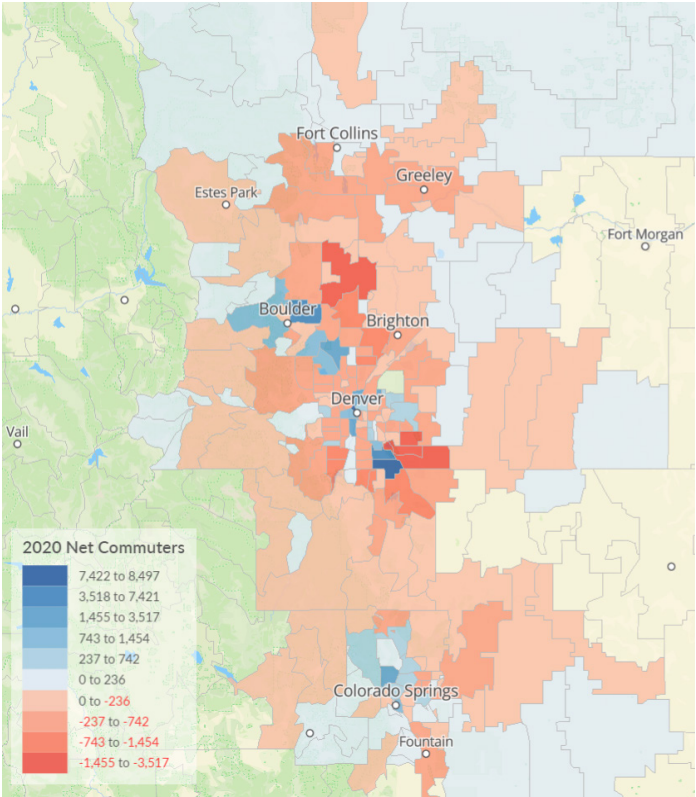 Fort Collins
Greeley
Estes Park
Fort Morgan
Boulder
Brighton
Denver
Vail
2020 Net Commuters
7,422 to 8,497
3,518 to 7,421
1,455 to 3,517
743 to 1,454
237 to 742
0 to 236
0 to -236
-237 to -742
-743 to -1,454
-1,455 to -3,517
Colorado Springs
Fountain